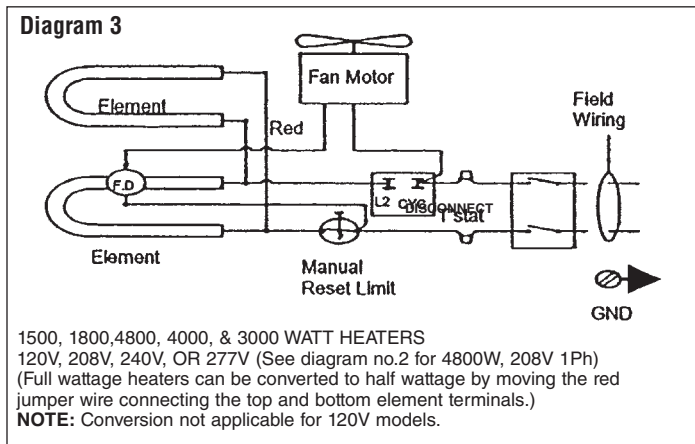 Diagram 3
Fan Motor
Element
Red
Field
Wiring
F.D
L2 CYC
DISCONNECT
T'stat
Element
Manual
Reset Limit
GND
1500, 1800,4800, 4000, & 3000 WATT HEATERS
120V, 208V, 240V, OR 277V (See diagram no.2 for 4800W, 208V 1Ph)
(Full wattage heaters can be converted to half wattage by moving the red
jumper wire connecting the top and bottom element terminals.)
NOTE: Conversion not applicable for 120V models.